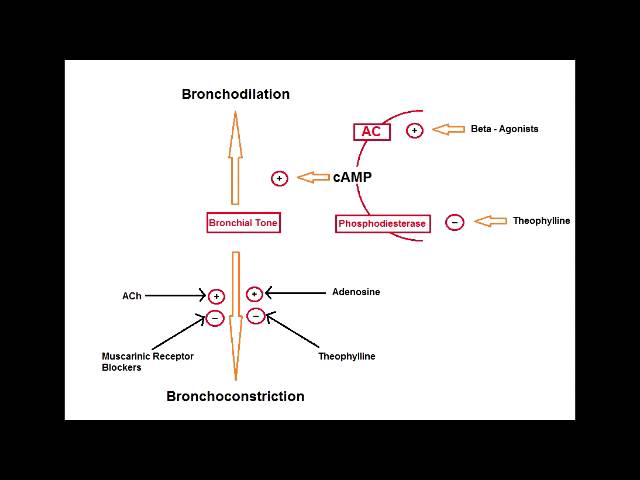 Bronchodilation
AC
+
Beta - Agonists
+
cAMP
Bronchial Tone
Phosphodiesterase
−
Theophylline
ACh
+
+
Adenosine
−
−
Muscarinic Receptor
Blockers
Theophylline
Bronchoconstriction